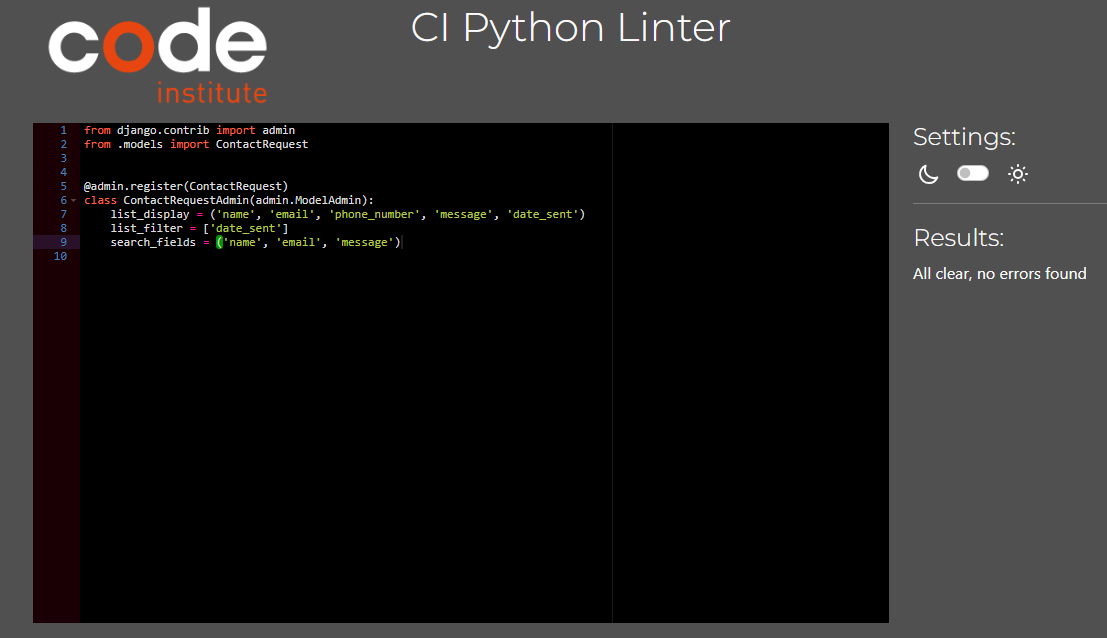 code
institute
CI Python Linter
1 from django.contrib import admin
2 from .models import ContactRequest
3
4
5 @admin.register(ContactRequest)
6 class ContactRequestAdmin(admin.ModelAdmin):
7     list_display = ('name', 'email', 'phone_number', 'message', 'date_sent')
8     list_filter = ['date_sent']
9     search_fields = ('name', 'email', 'message')
10
Settings:
Results:
All clear, no errors found